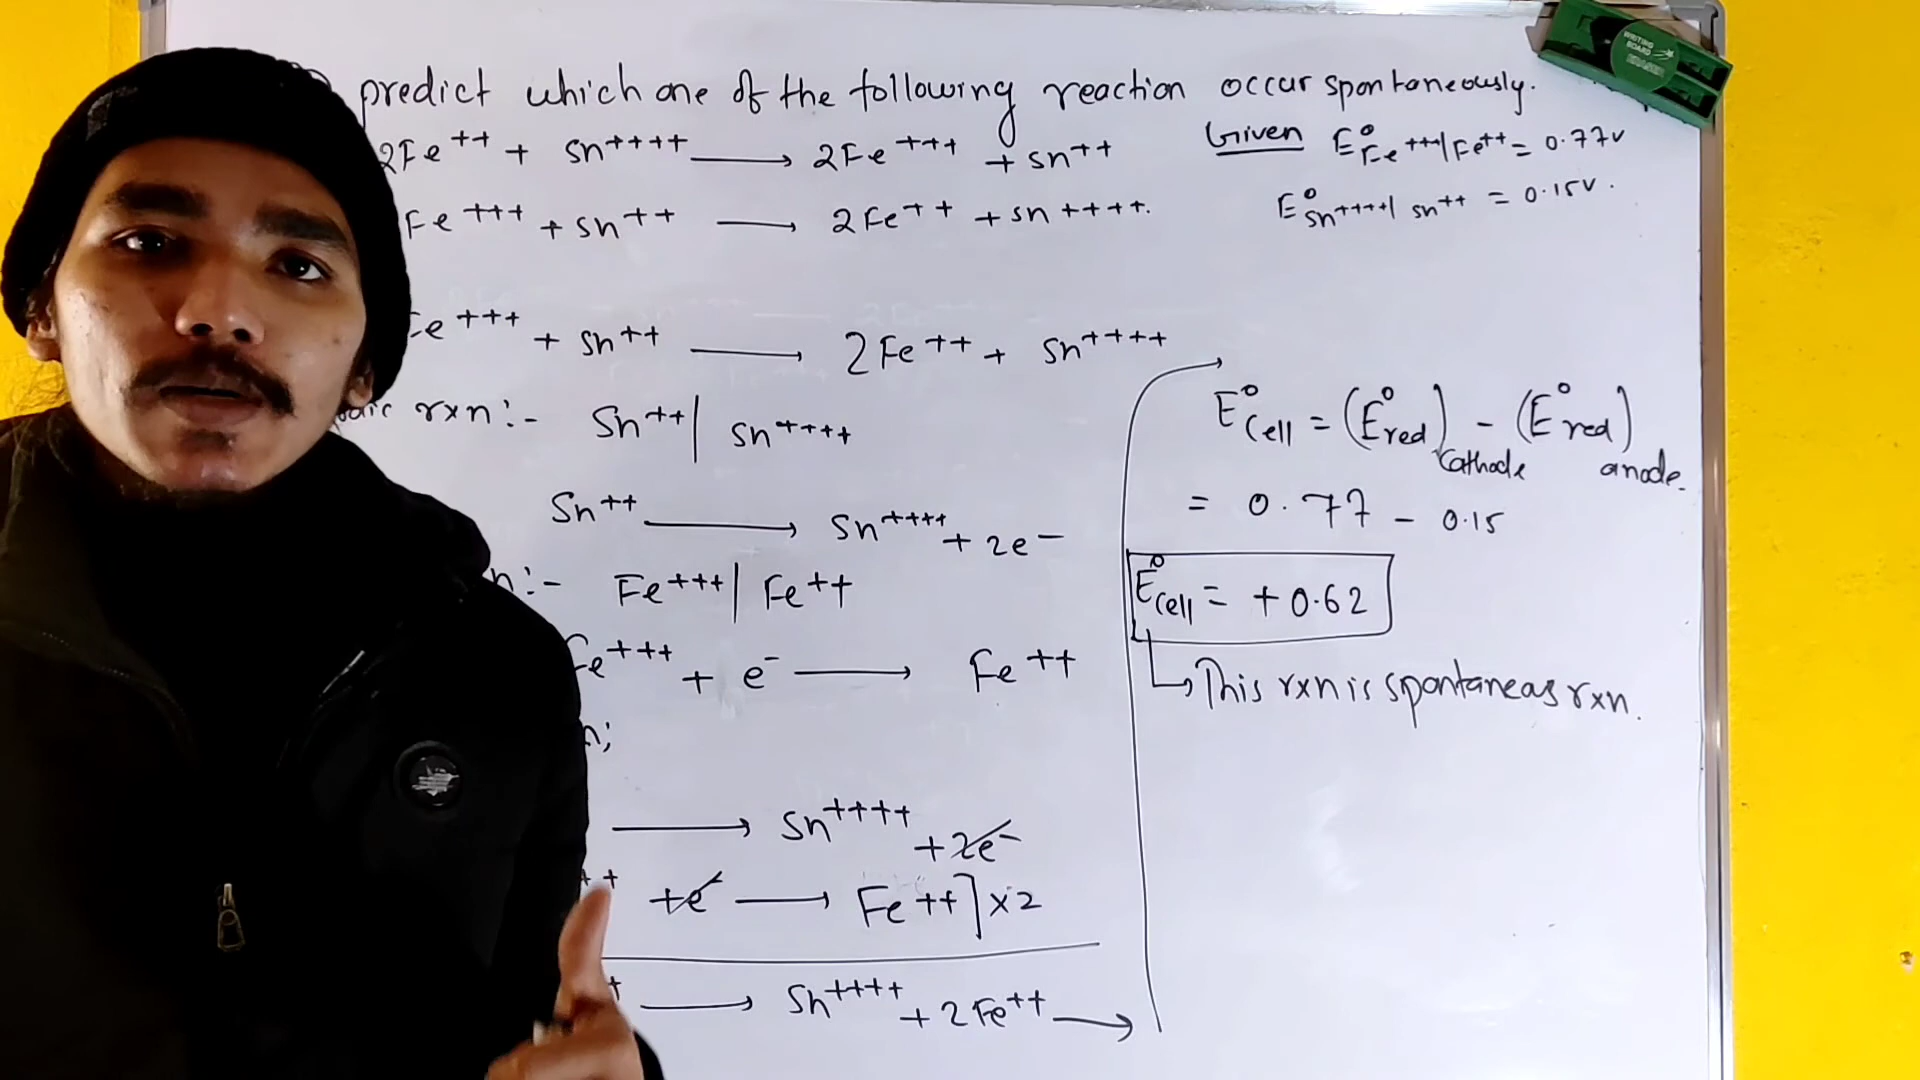 predict which one of the following reaction occur spontaneously.
2Fe++ + Sn++++ → 2Fe+++ + Sn++
Fe+++ + Sn++ → 2Fe++ + Sn++++.
Given E°Fe+++|Fe++ = 0.77v
E°Sn++++|Sn++ = 0.15v.
e+++ + Sn++ → 2Fe++ + Sn++++
rxn:- Sn++| Sn++++
Sn++ → Sn++++ + 2e-
n:- Fe+++| Fe++
Fe+++ + e- → Fe++
n;
→ Sn++++ + 2e-
++ +e- → Fe++]x2
+ → Sn++++ + 2Fe++ →
E°Cell = (E°red)Cathode - (E°red)anode.
= 0.77 - 0.15
E°Cell = + 0.62
→ This rxn is spontaneas rxn.
WRITING
BOARD